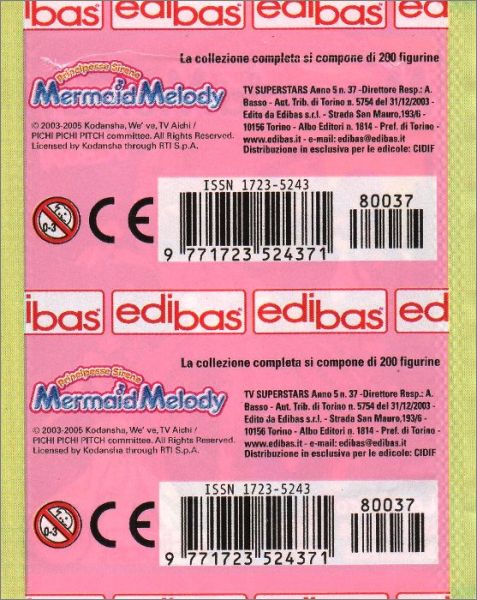 edibas
edibas
bas
edibas
edibas
ed
La collezione completa si compone di 200 figurine
Principesse Sirene
Mermaid Melody
© 2003-2005 Kodansha, We' ve, TV Aichi /
PICHI PICHI PITCH committee. All Rights Reserved.
Licensed by Kodansha through RTI S.p.A.
TV SUPERSTARS Anno 5 n. 37 -Direttore Resp.: A.
Basso - Aut. Trib. di Torino n. 5754 del 31/12/2003 -
Edito da Edibas s.r.l. - Strada San Mauro,193/6 -
10156 Torino - Albo Editori n. 1814 - Pref. di Torino -
www.edibas.it - e-mail: edibas@edibas.it
Distribuzione in esclusiva per le edicole: CIDIF
0-3
CE
ISSN 1723-5243
80037
9 771723 524371
bas
edibas
edibas
ed
La collezione completa si compone di 200 figurine
Principesse Sirene
Mermaid Melody
© 2003-2005 Kodansha, We' ve, TV Aichi /
PICHI PICHI PITCH committee. All Rights Reserved.
Licensed by Kodansha through RTI S.p.A.
TV SUPERSTARS Anno 5 n. 37 -Direttore Resp.: A.
Basso - Aut. Trib. di Torino n. 5754 del 31/12/2003 -
Edito da Edibas s.r.l. - Strada San Mauro,193/6 -
10156 Torino - Albo Editori n. 1814 - Pref. di Torino -
www.edibas.it - e-mail: edibas@edibas.it
Distribuzione in esclusiva per le edicole: CIDIF
0-3
CE
ISSN 1723-5243
80037
9 771723 524371